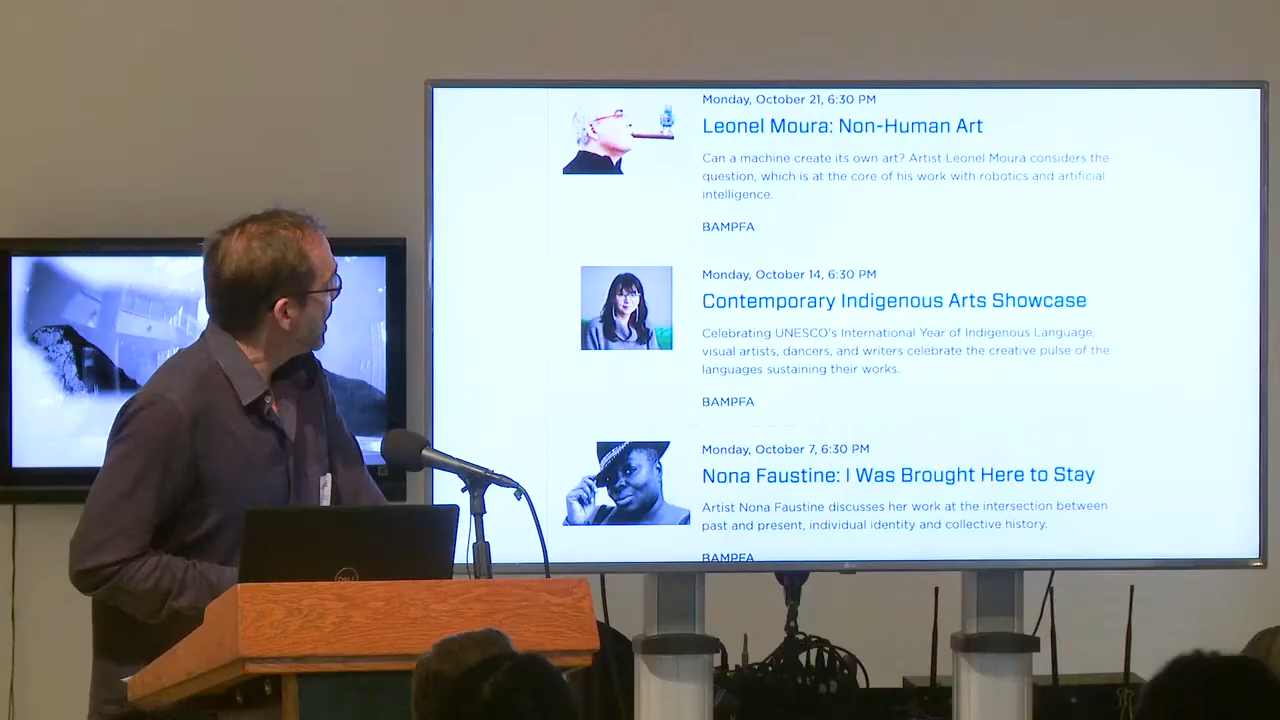 Monday, October 21, 6:30 PM
Leonel Moura: Non-Human Art
Can a machine create its own art? Artist Leonel Moura considers the
question, which is at the core of his work with robotics and artificial
intelligence.
BAMPFA
Monday, October 14, 6:30 PM
Contemporary Indigenous Arts Showcase
Celebrating UNESCO's International Year of Indigenous Language,
visual artists, dancers, and writers celebrate the creative pulse of the
languages sustaining their works.
BAMPFA
Monday, October 7, 6:30 PM
Nona Faustine: I Was Brought Here to Stay
Artist Nona Faustine discusses her work at the intersection between
past and present, individual identity and collective history.
BAMPFA
DELL
LG